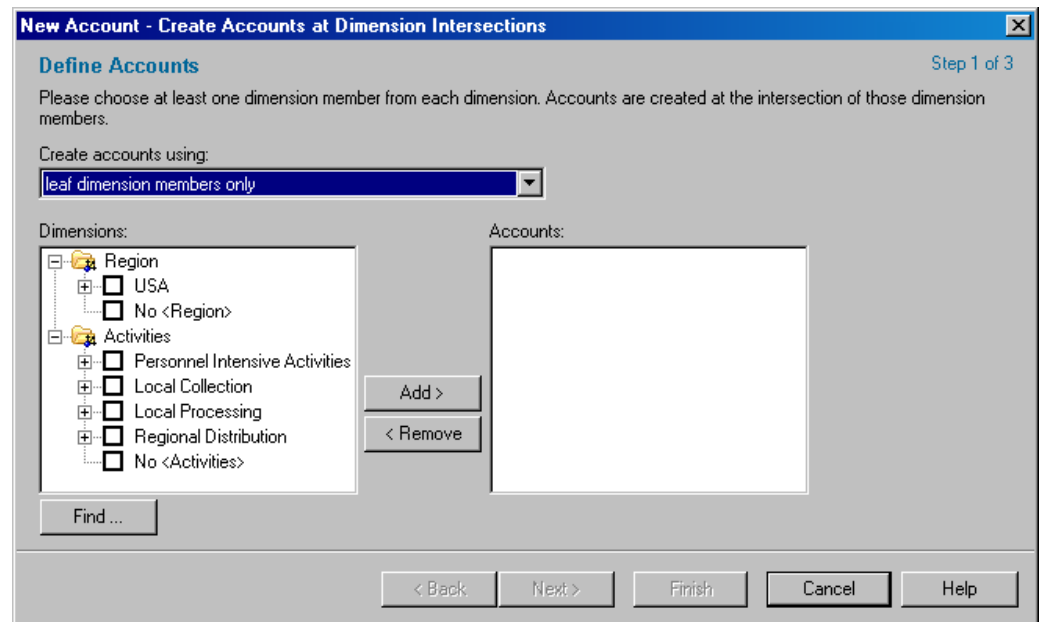 New Account - Create Accounts at Dimension Intersections
Define Accounts
Step 1 of 3
Please choose at least one dimension member from each dimension. Accounts are created at the intersection of those dimension
members.
Create accounts using:
leaf dimension members only
Dimensions:
Accounts:
Region
USA
No <Region>
Activities
Personnel Intensive Activities
Local Collection
Local Processing
Regional Distribution
No <Activities>
Add >
< Remove
Find ...
< Back
Next >
Finish
Cancel
Help